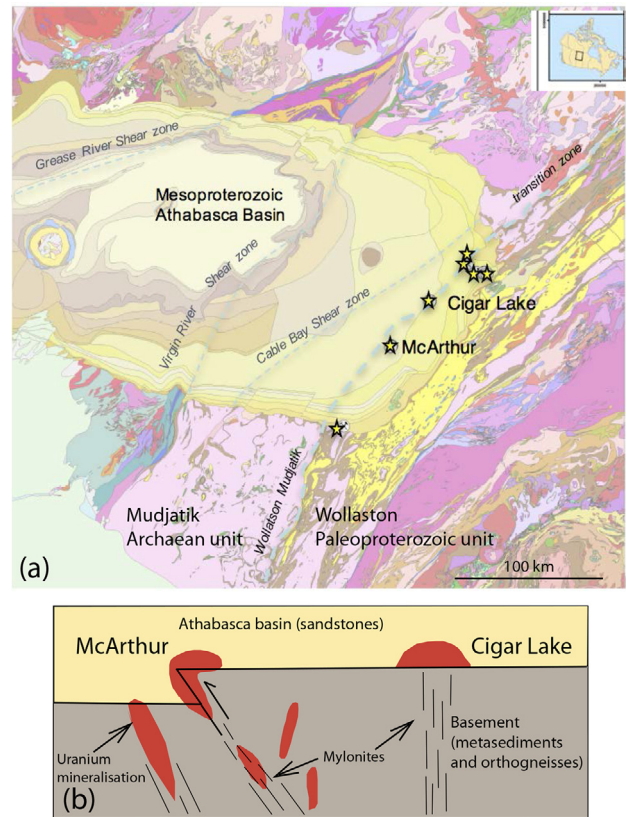 Grease River Shear zone
Mesoproterozoic
Athabasca Basin
transition zone
Virgin River Shear zone
Cable Bay Shear zone
Cigar Lake
McArthur
Wollatson Mudjatik
Mudjatik
Archaean unit
Wollaston
Paleoproterozoic unit
(a)
100 km
Athabasca basin (sandstones)
McArthur
Cigar Lake
Uranium
mineralisation
Mylonites
Basement
(metasediments
and orthogneisses)
(b)